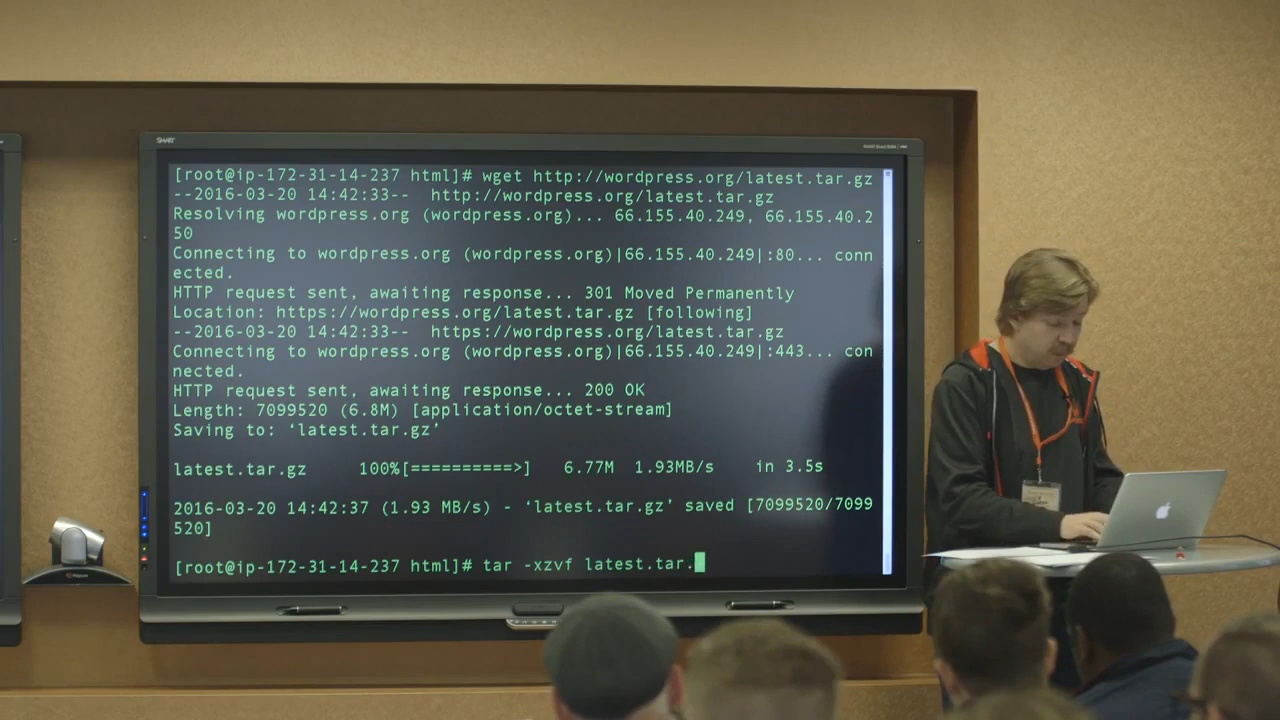 SMART
[root@ip-172-31-14-237 html]# wget http://wordpress.org/latest.tar.gz
--2016-03-20 14:42:33--  http://wordpress.org/latest.tar.gz
Resolving wordpress.org (wordpress.org)... 66.155.40.249, 66.155.40.2
50
Connecting to wordpress.org (wordpress.org)|66.155.40.249|:80... conn
ected.
HTTP request sent, awaiting response... 301 Moved Permanently
Location: https://wordpress.org/latest.tar.gz [following]
--2016-03-20 14:42:33--  https://wordpress.org/latest.tar.gz
Connecting to wordpress.org (wordpress.org)|66.155.40.249|:443... con
nected.
HTTP request sent, awaiting response... 200 OK
Length: 7099520 (6.8M) [application/octet-stream]
Saving to: ‘latest.tar.gz’
latest.tar.gz     100%[==========>]   6.77M  1.93MB/s    in 3.5s
2016-03-20 14:42:37 (1.93 MB/s) - ‘latest.tar.gz’ saved [7099520/7099
520]
[root@ip-172-31-14-237 html]# tar -xzvf latest.tar.